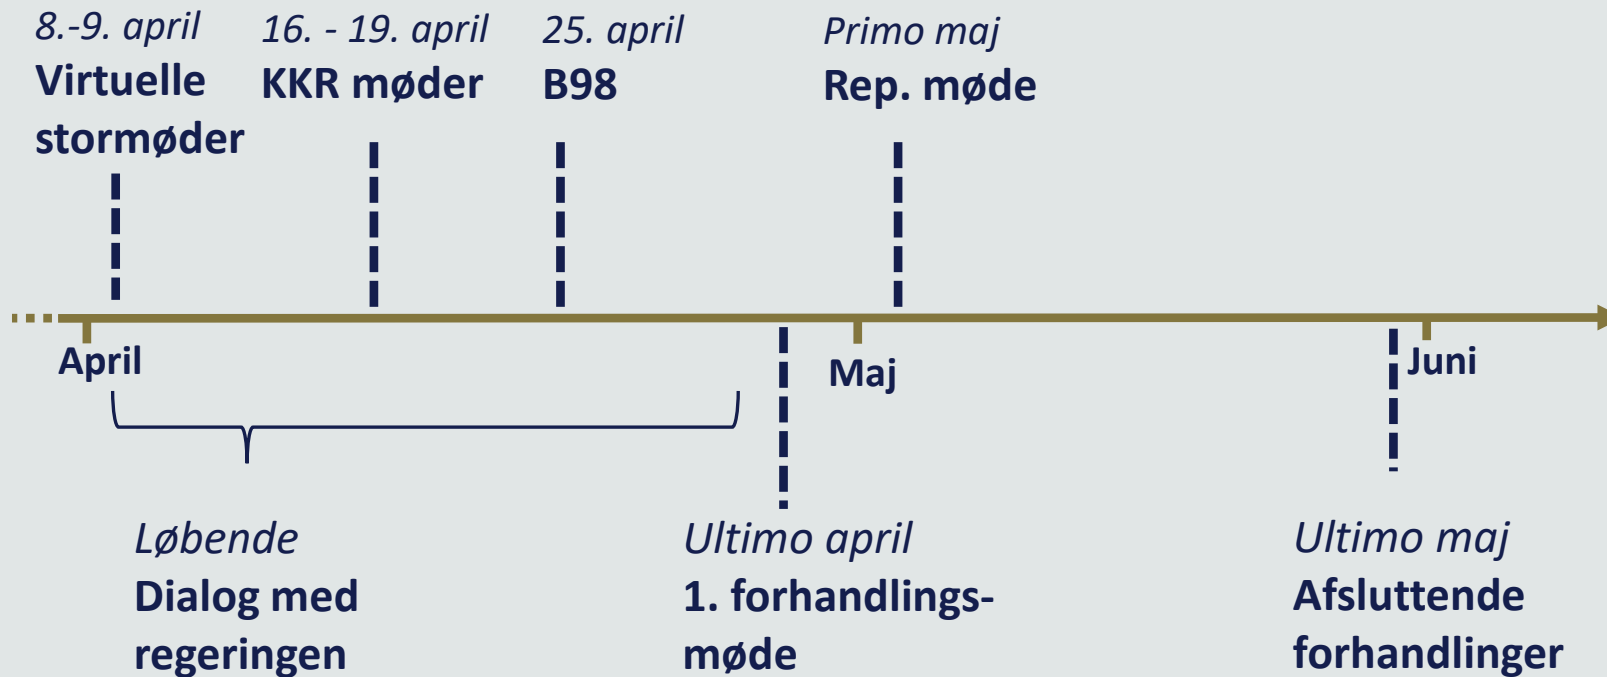 8.-9. april
Virtuelle
stormøder
16. - 19. april
KKR møder
25. april
B98
Primo maj
Rep. møde
April
Maj
Juni
Løbende
Dialog med
regeringen
Ultimo april
1. forhandlings-
møde
Ultimo maj
Afsluttende
forhandlinger